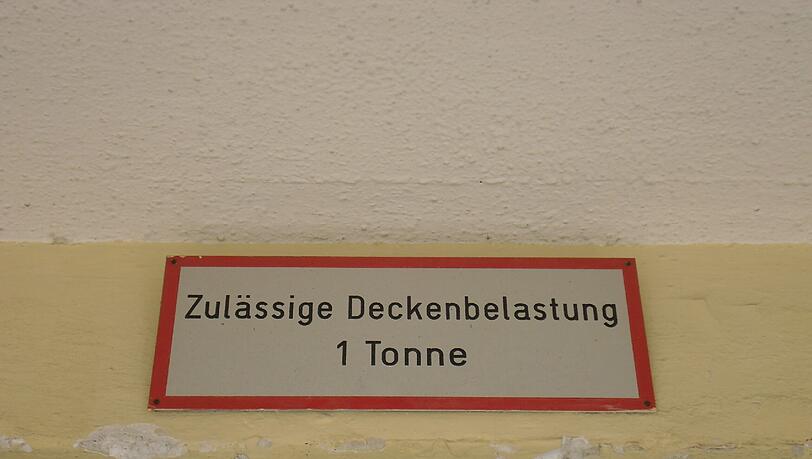 Zulässige Deckenbelastung
1 Tonne